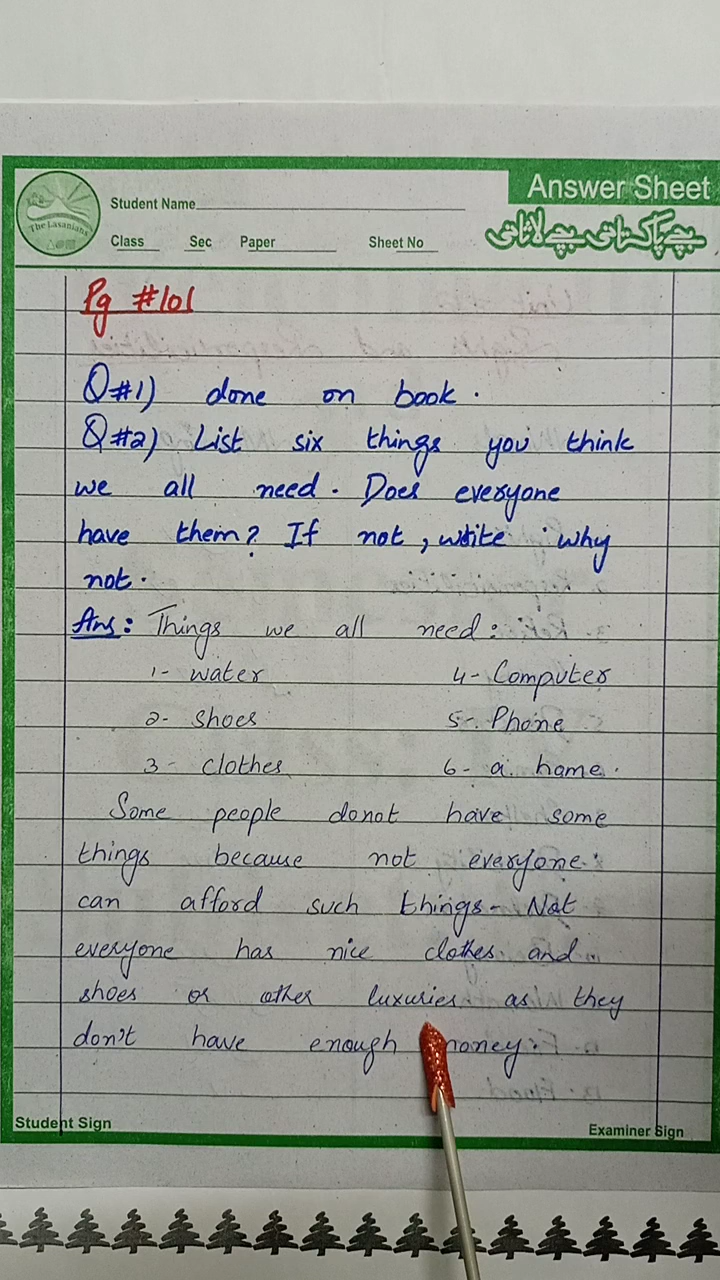 The Lasanians
Answer Sheet
Student Name
بچے پاکستانی بچے لاثانی
Class Sec Paper Sheet No
Pg #101
Q#1) done on book.
Q#2) List six things you think
we all need. Does everyone
have them? If not, write why
not.
Ans: Things we all need:
1- water 4- Computer
2- shoes 5- Phone
3- clothes 6- a home.
Some people donot have some
things because not everyone
can afford such things- Not
everyone has nice clothes and
shoes or other luxuries as they
don't have enough money.
Student Sign Examiner Sign